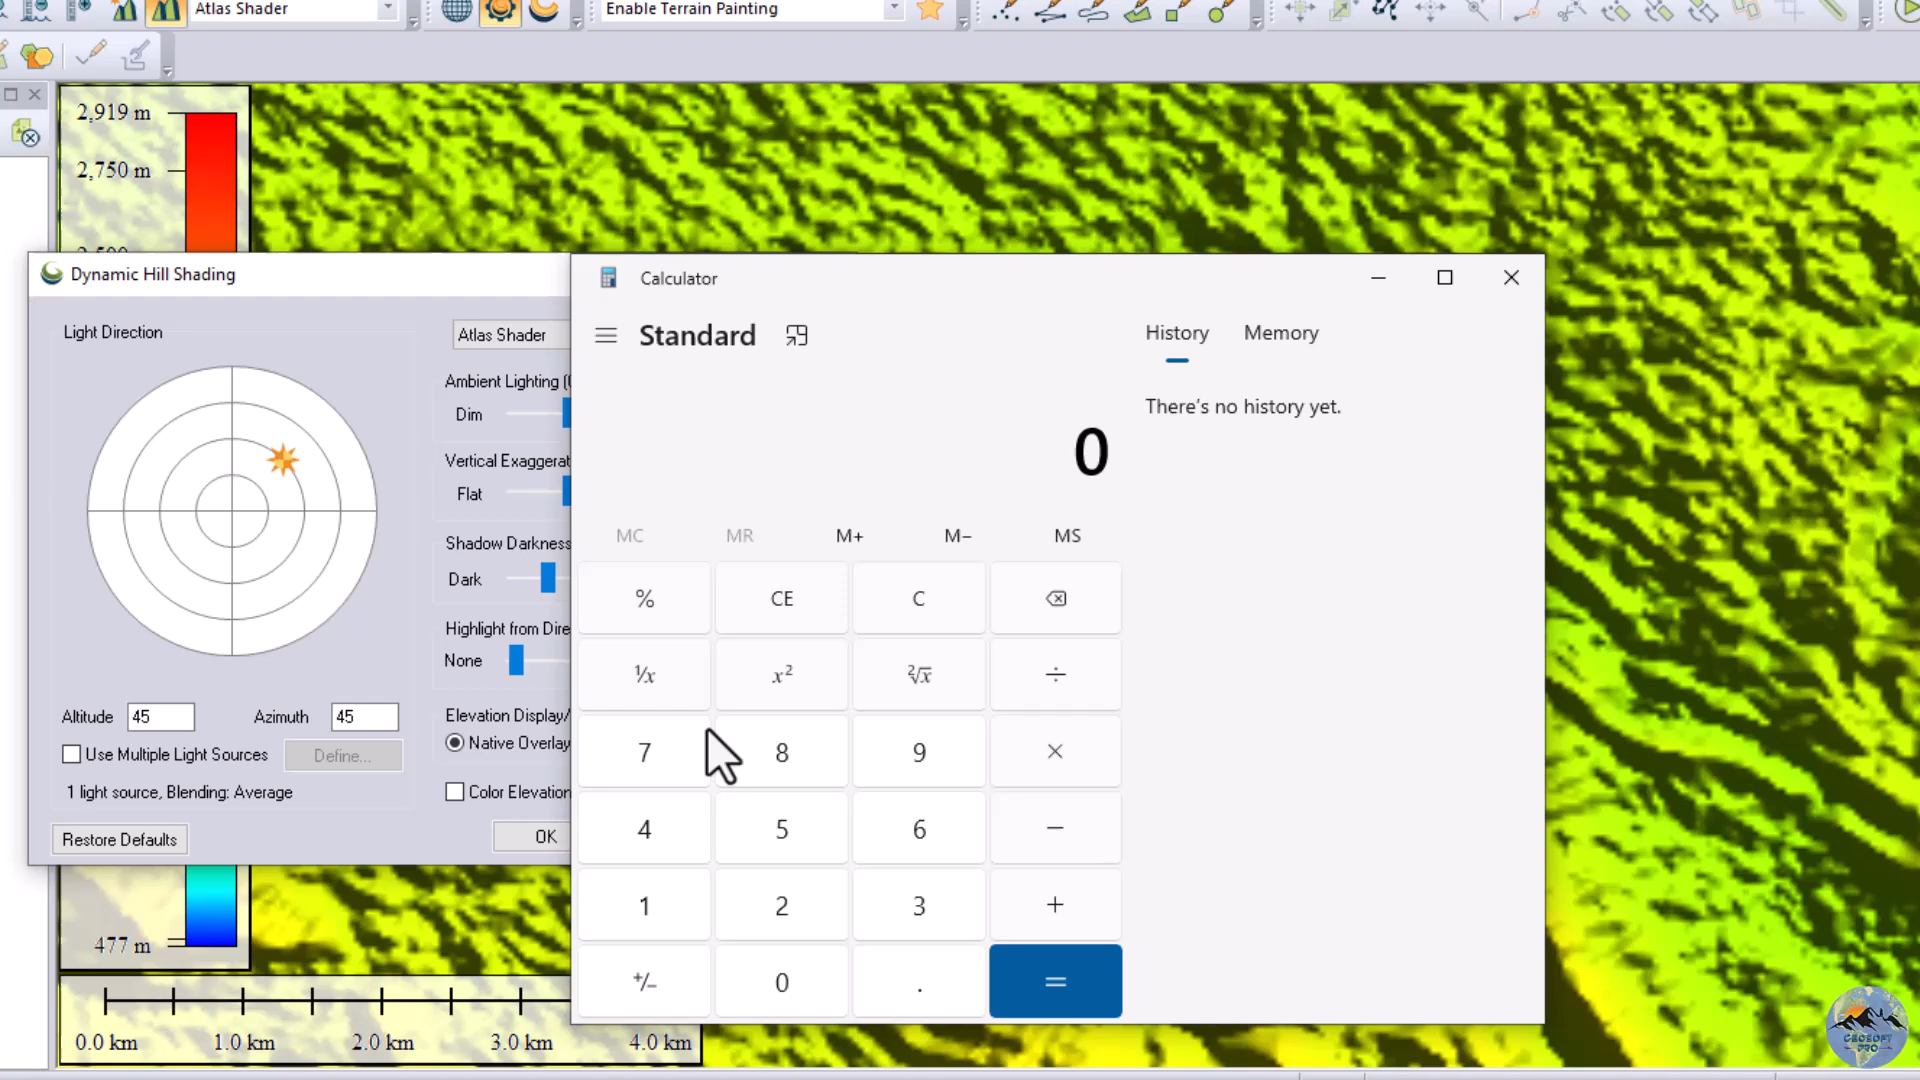 Atlas Shader
Enable Terrain Painting
2,919 m
2,750 m
Dynamic Hill Shading
Light Direction
Atlas Shader
Ambient Lighting (
Dim
Vertical Exaggerat
Flat
Shadow Darkness
Dark
Highlight from Dire
None
Altitude
45
Azimuth
45
Elevation Display/
Native Overlay
Use Multiple Light Sources
Define...
1 light source, Blending: Average
Color Elevation
Restore Defaults
OK
477 m
0.0 km
1.0 km
2.0 km
3.0 km
4.0 km
Calculator
Standard
History
Memory
There's no history yet.
0
MC
MR
M+
M−
MS
%
CE
C
⅟x
x²
²√x
÷
7
8
9
×
4
5
6
−
1
2
3
+
+/−
0
.
=
GEOSOFT
PRO